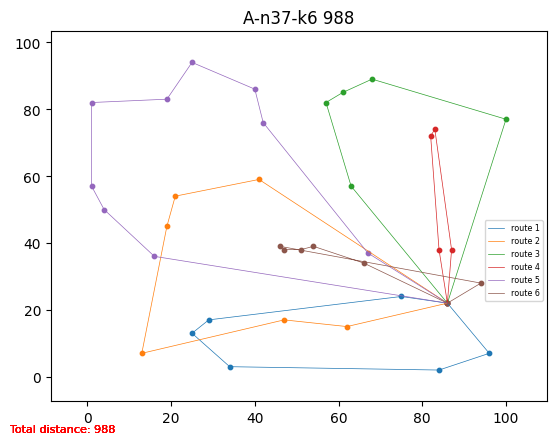 A-n37-k6 988
100
80
60
40
20
0
0 20 40 60 80 100
route 1
route 2
route 3
route 4
route 5
route 6
Total distance: 988